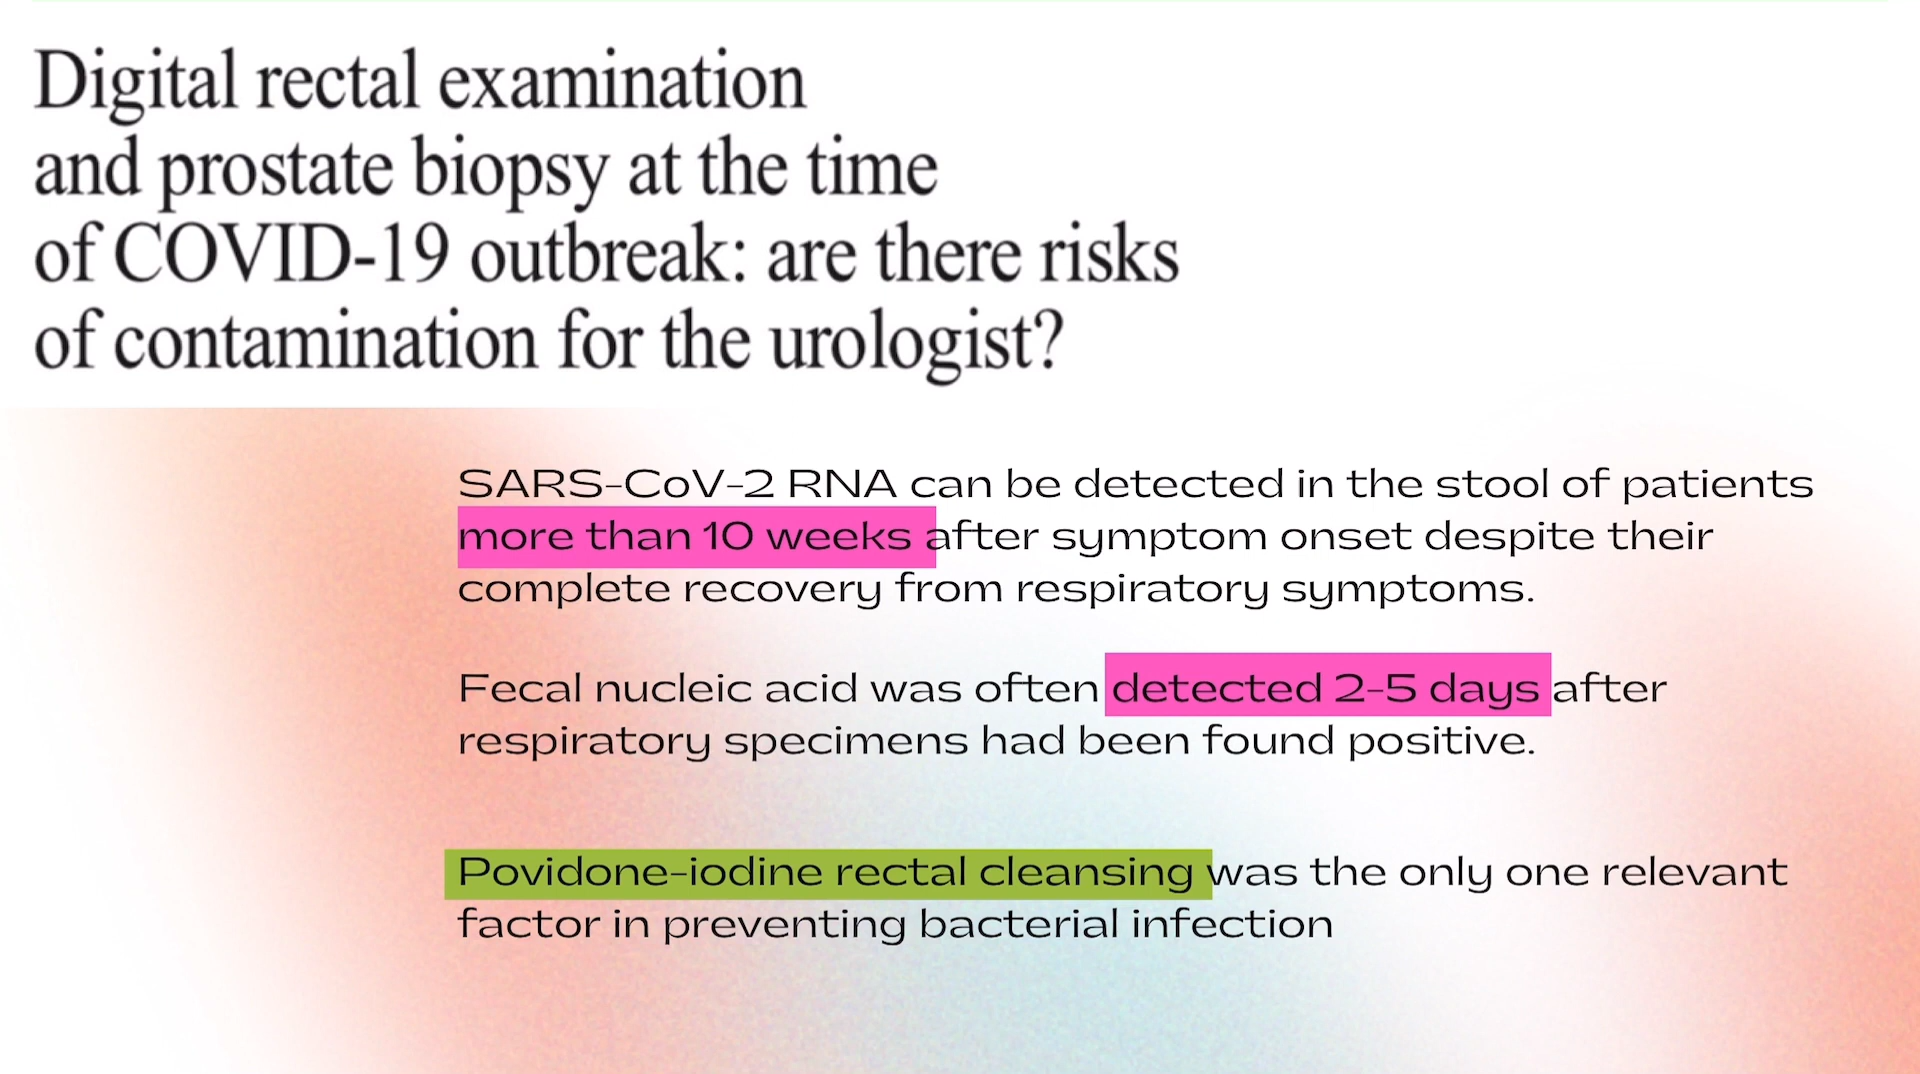 Digital rectal examination
and prostate biopsy at the time
of COVID-19 outbreak: are there risks
of contamination for the urologist?
SARS-CoV-2 RNA can be detected in the stool of patients
more than 10 weeks after symptom onset despite their
complete recovery from respiratory symptoms.
Fecal nucleic acid was often detected 2-5 days after
respiratory specimens had been found positive.
Povidone-iodine rectal cleansing was the only one relevant
factor in preventing bacterial infection